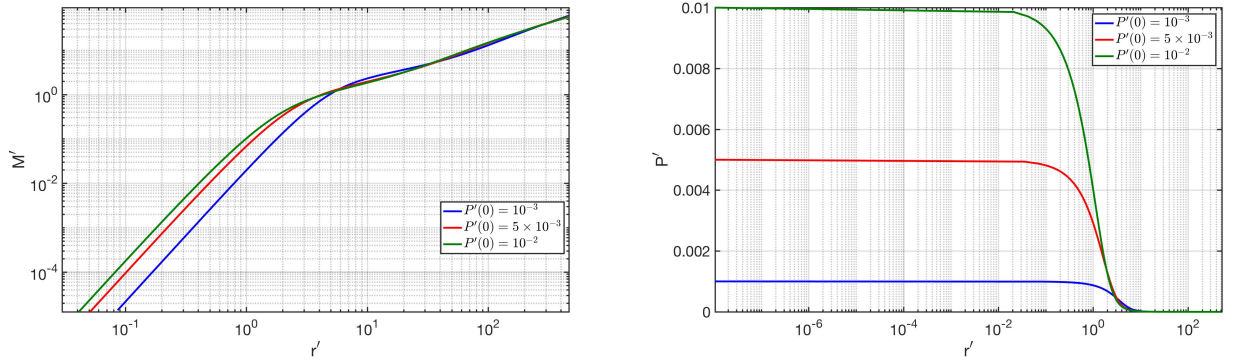 M′
10^0
10^-2
10^-4
10^-1
10^0
10^1
10^2
r′
P′(0) = 10^-3
P′(0) = 5 × 10^-3
P′(0) = 10^-2
P′
0.01
0.008
0.006
0.004
0.002
0
10^-6
10^-4
10^-2
10^0
10^2
r′
P′(0) = 10^-3
P′(0) = 5 × 10^-3
P′(0) = 10^-2